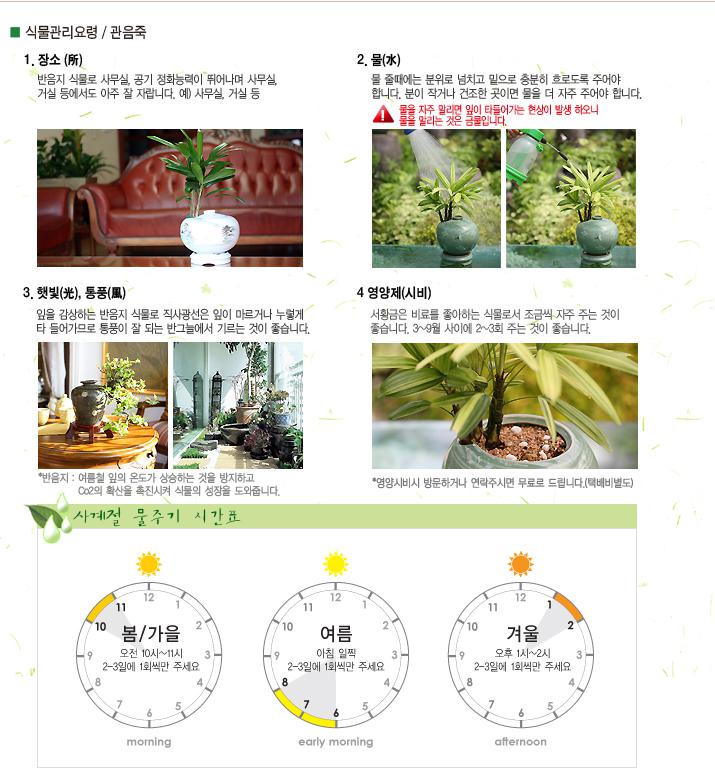 식물관리요령 / 관음죽
1. 장소 (所)
반음지 식물로 사무실, 공기 정화능력이 뛰어나며 사무실,
거실 등에서도 아주 잘 자랍니다. 예) 사무실, 거실 등
2. 물(水)
물 줄때에는 분위로 넘치고 밑으로 충분히 흐르도록 주어야
합니다. 분이 작거나 건조한 곳이면 물을 더 자주 주어야 합니다.
물을 자주 말리면 잎이 타들어가는 현상이 발생 하오니
물을 말리는 것은 금물입니다.
3. 햇빛(光), 통풍(風)
잎을 감상하는 반음지 식물로 직사광선은 잎이 마르거나 누렇게
타 들어가므로 통풍이 잘 되는 반그늘에서 기르는 것이 좋습니다.
*반음지 : 여름철 잎의 온도가 상승하는 것을 방지하고
Co2의 확산을 촉진시켜 식물의 성장을 도와줍니다.
4 영양제(시비)
서황금은 비료를 좋아하는 식물로서 조금씩 자주 주는 것이
좋습니다. 3~9월 사이에 2~3회 주는 것이 좋습니다.
*영양시비시 방문하거나 연락주시면 무료로 드립니다.(택배비별도)
사계절 물주기 시간표
12
1
2
3
4
5
6
7
8
9
10
11
봄/가을
오전 10시~11시
2-3일에 1회씩만 주세요
morning
12
1
2
3
4
5
6
7
8
9
10
11
여름
아침 일찍
2-3일에 1회씩만 주세요
early morning
12
1
2
3
4
5
6
7
8
9
10
11
겨울
오후 1시~2시
2-3일에 1회씩만 주세요
afternoon